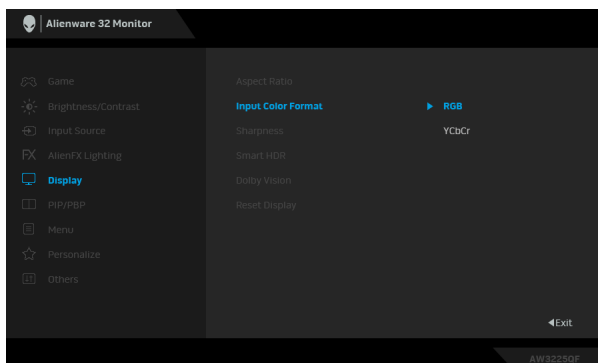 Alienware 32 Monitor
Game
Brightness/Contrast
Input Source
AlienFX Lighting
Display
PIP/PBP
Menu
Personalize
Others
Aspect Ratio
Input Color Format
Sharpness
Smart HDR
Dolby Vision
Reset Display
RGB
YCbCr
Exit
AW3225QF